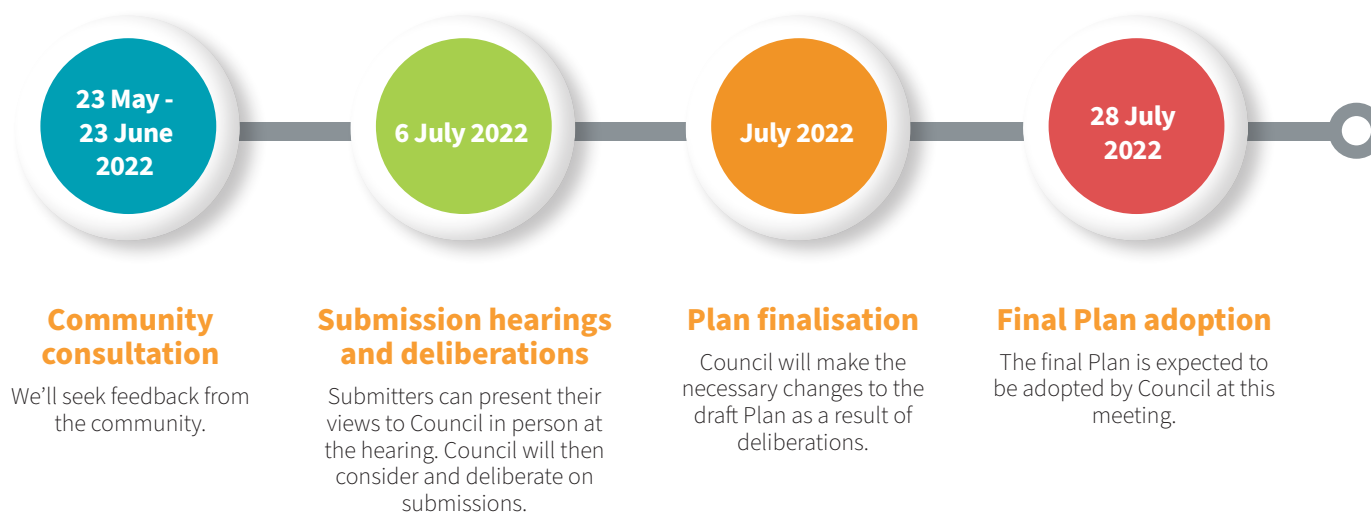 23 May -
23 June
2022
6 July 2022
July 2022
28 July
2022
Community
consultation
We'll seek feedback from
the community.
Submission hearings
and deliberations
Submitters can present their
views to Council in person at
the hearing. Council will then
consider and deliberate on
submissions.
Plan finalisation
Council will make the
necessary changes to the
draft Plan as a result of
deliberations.
Final Plan adoption
The final Plan is expected to
be adopted by Council at this
meeting.